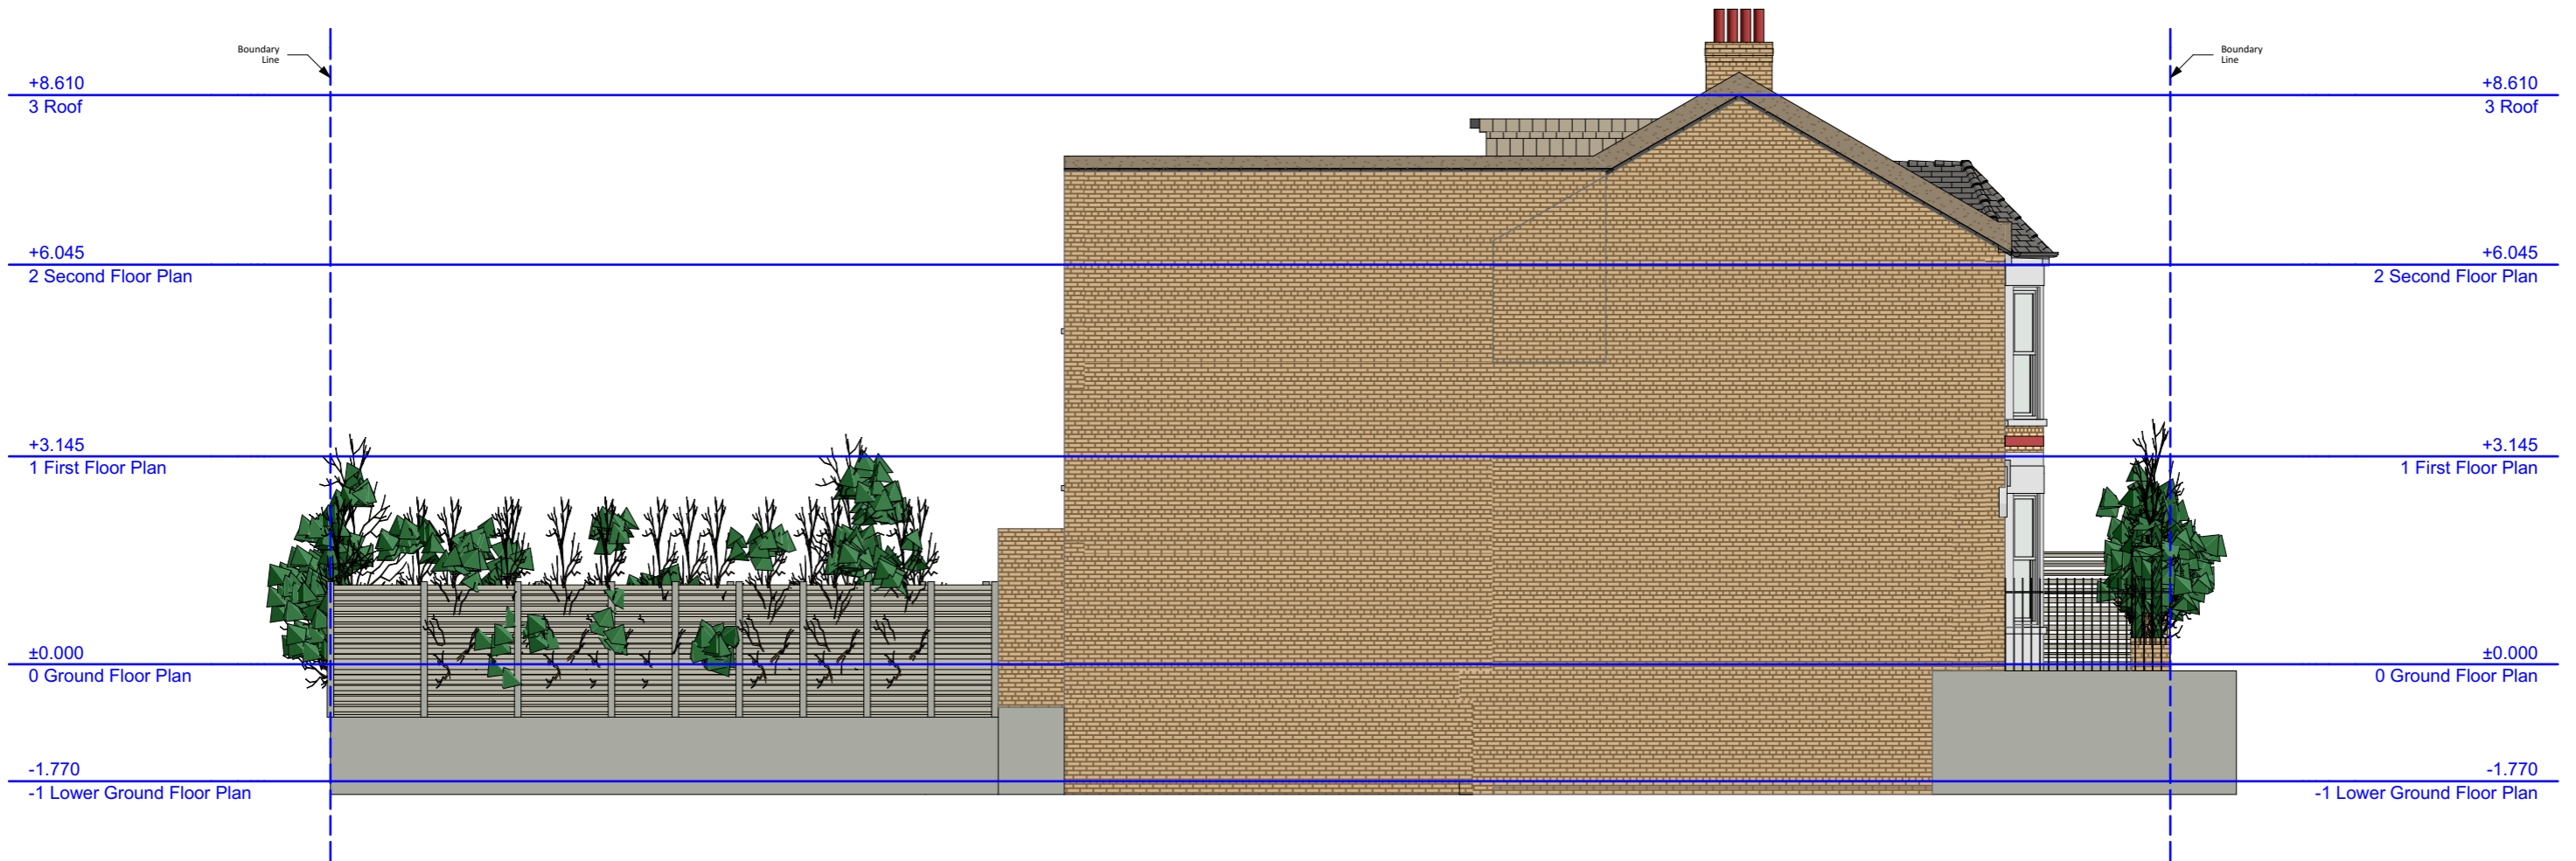 Boundary
Line
Boundary
Line
+8.610
3 Roof
+8.610
3 Roof
+6.045
2 Second Floor Plan
+6.045
2 Second Floor Plan
+3.145
1 First Floor Plan
+3.145
1 First Floor Plan
±0.000
0 Ground Floor Plan
±0.000
0 Ground Floor Plan
-1.770
-1 Lower Ground Floor Plan
-1.770
-1 Lower Ground Floor Plan